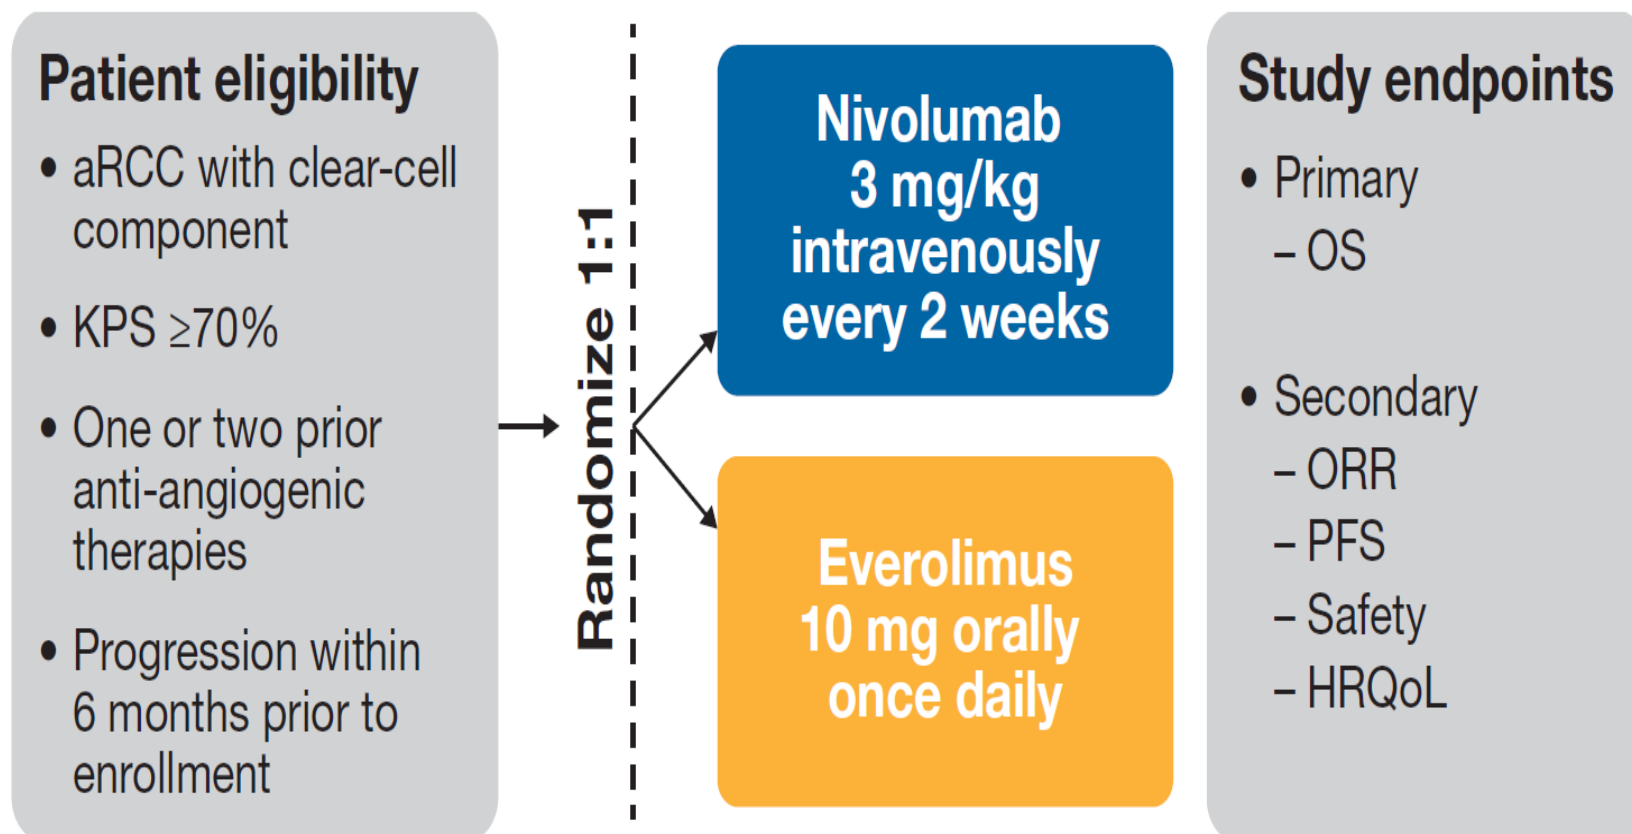 Patient eligibility
• aRCC with clear-cell
component
• KPS ≥70%
• One or two prior
anti-angiogenic
therapies
• Progression within
6 months prior to
enrollment
Randomize 1:1
Nivolumab
3 mg/kg
intravenously
every 2 weeks
Everolimus
10 mg orally
once daily
Study endpoints
• Primary
– OS
• Secondary
– ORR
– PFS
– Safety
– HRQoL